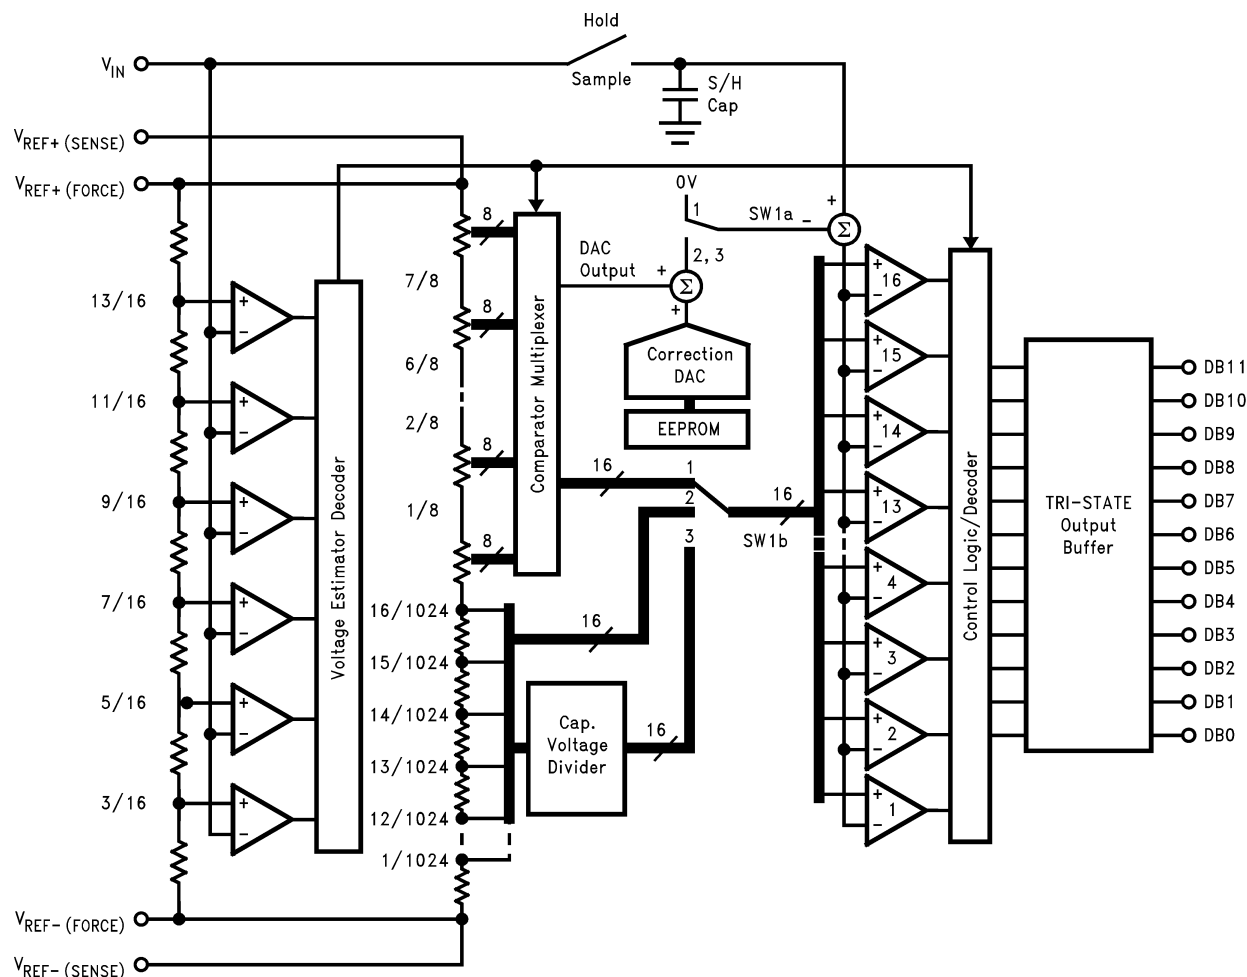 Hold
V_IN
Sample
S/H
Cap
V_REF+ (SENSE)
V_REF+ (FORCE)
0V
1
SW1a
-
+
Σ
2,3
DAC
Output
+
Σ
+
Correction
DAC
EEPROM
13/16
11/16
9/16
7/16
5/16
3/16
+
−
+
−
+
−
+
−
+
−
+
−
Voltage Estimator Decoder
8
7/8
8
6/8
2/8
8
1/8
8
Comparator Multiplexer
16/1024
15/1024
14/1024
13/1024
12/1024
1/1024
16
1
2
3
16
SW1b
16
Cap.
Voltage
Divider
16
+
16
−
+
15
−
+
14
−
+
13
−
+
4
−
+
3
−
+
2
−
+
1
−
Control Logic/Decoder
TRI-STATE
Output
Buffer
DB11
DB10
DB9
DB8
DB7
DB6
DB5
DB4
DB3
DB2
DB1
DB0
V_REF− (FORCE)
V_REF− (SENSE)